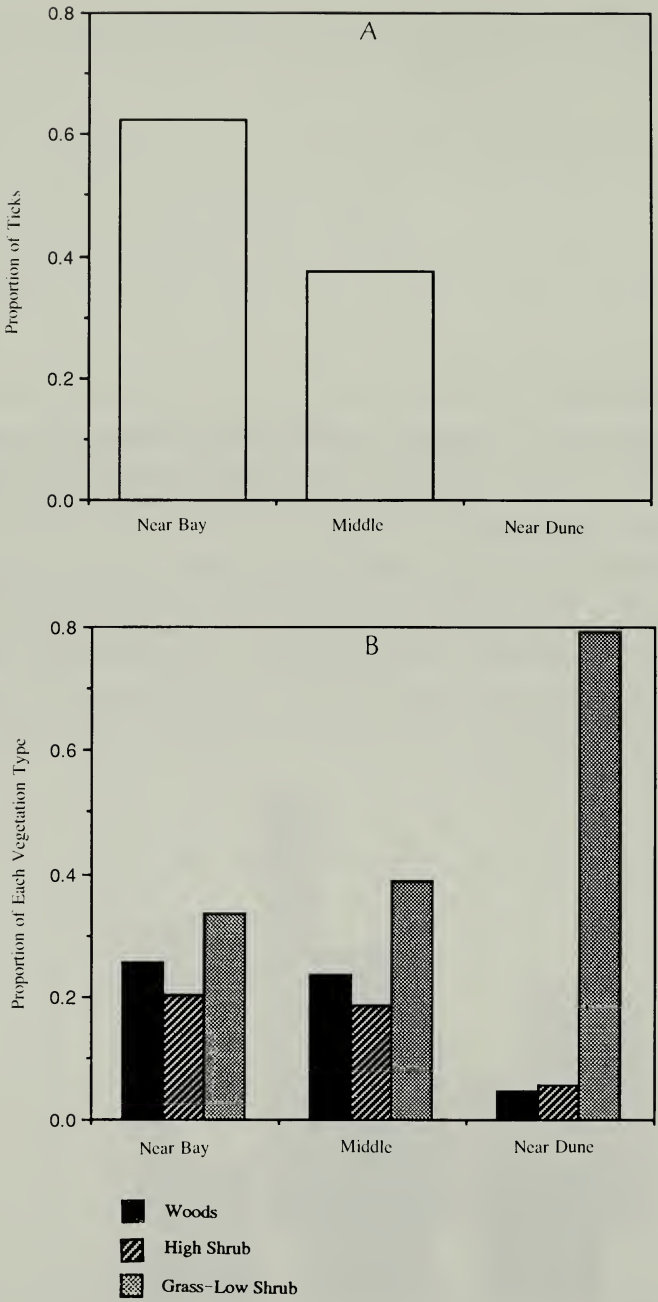 A
Proportion of Ticks
0.8
0.6
0.4
0.2
0.0
Near Bay
Middle
Near Dune
B
Proportion of Each Vegetation Type
0.8
0.6
0.4
0.2
0.0
Near Bay
Middle
Near Dune
Woods
High Shrub
Grass-Low Shrub